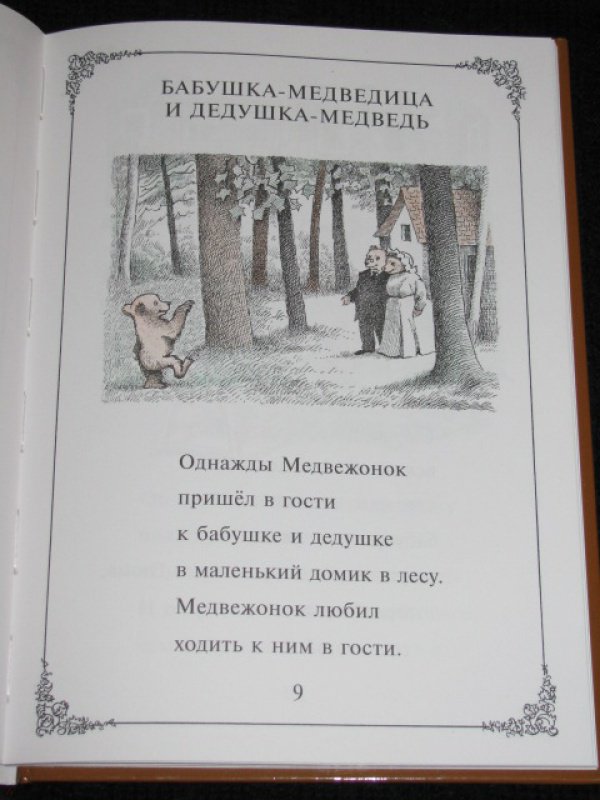 БАБУШКА-МЕДВЕДИЦА
И ДЕДУШКА-МЕДВЕДЬ
Однажды Медвежонок
пришёл в гости
к бабушке и дедушке
в маленький домик в лесу.
Медвежонок любил
ходить к ним в гости.
9